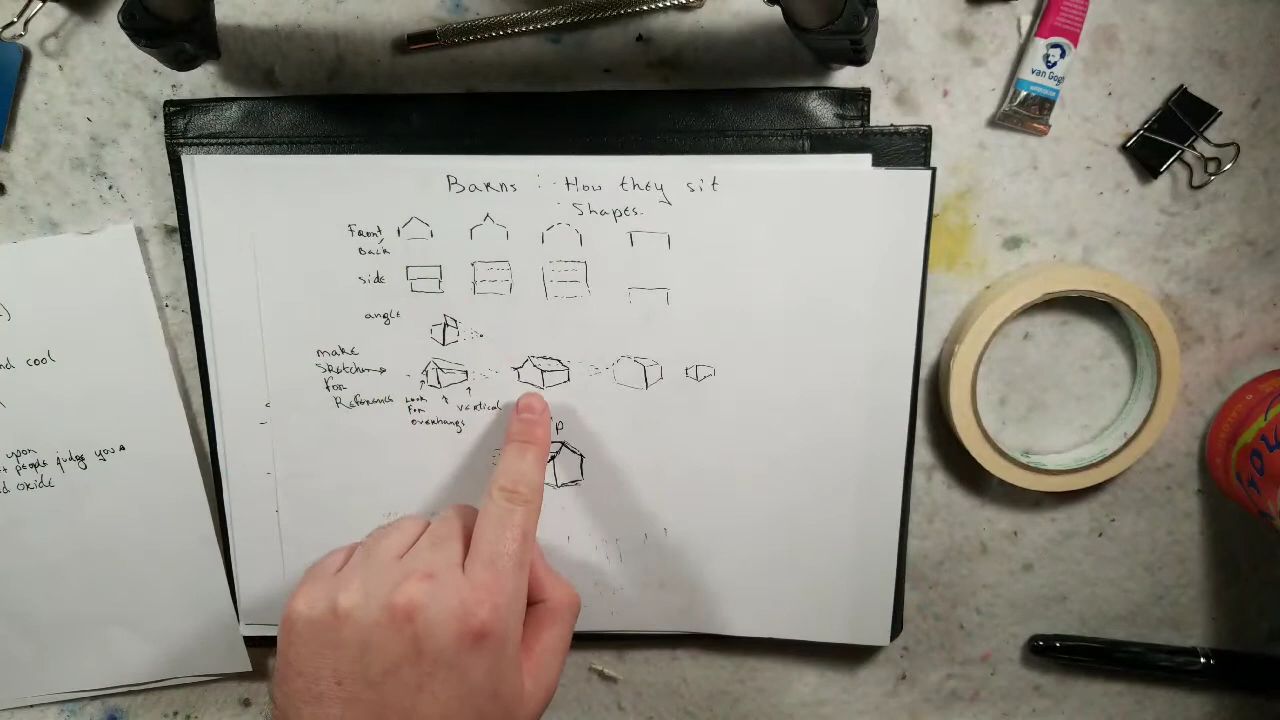 Barns : How they sit
Shapes.
Front
Back
side
angle
make
sketches
for
Reference
Look
for
overhangs
vertical
p
nd cool
upon
people judge you
d oxide
van Gogh